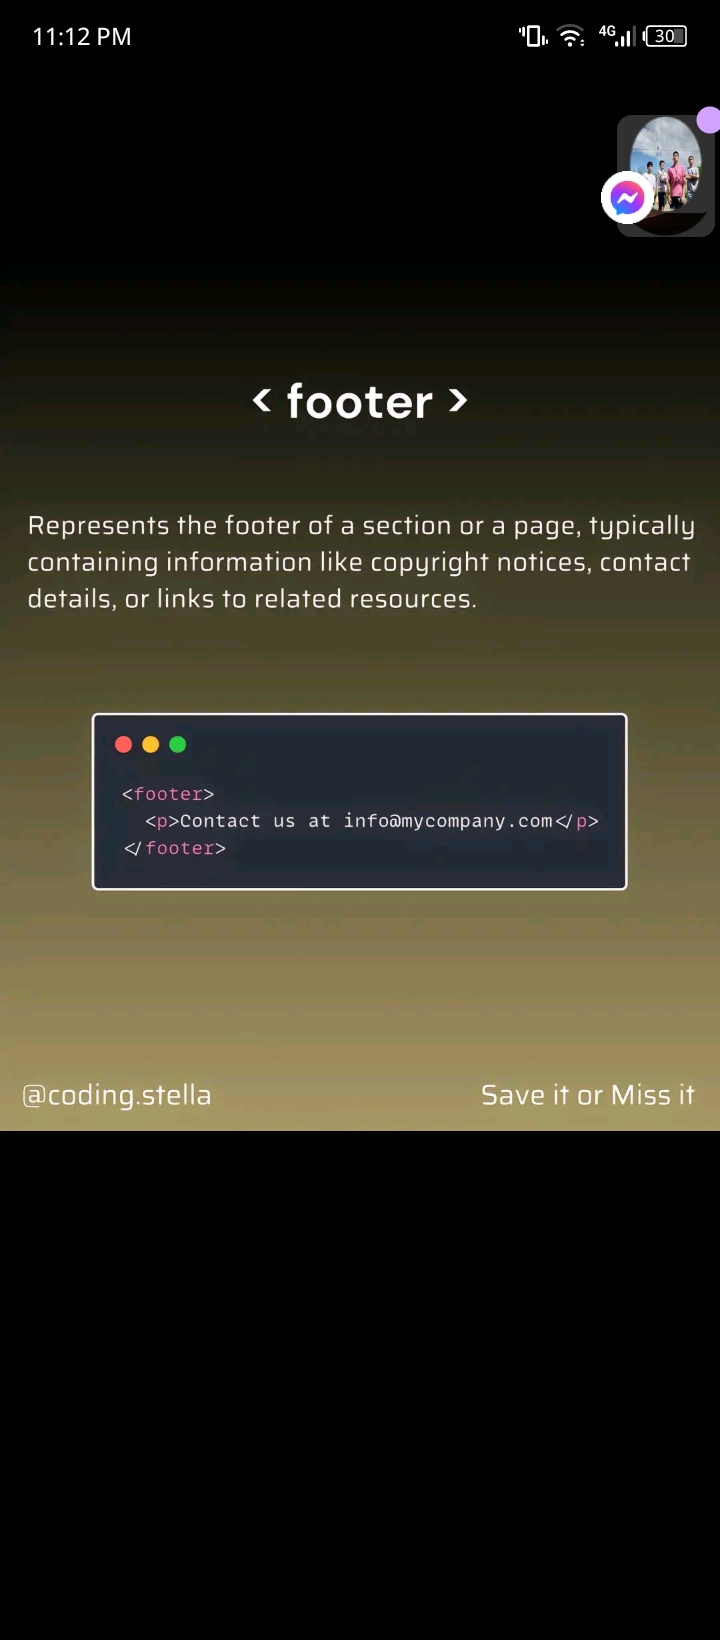 11:12 PM
4G
30
< footer >
Represents the footer of a section or a page, typically
containing information like copyright notices, contact
details, or links to related resources.
<footer>
<p>Contact us at info@mycompany.com</p>
</footer>
@coding.stella
Save it or Miss it